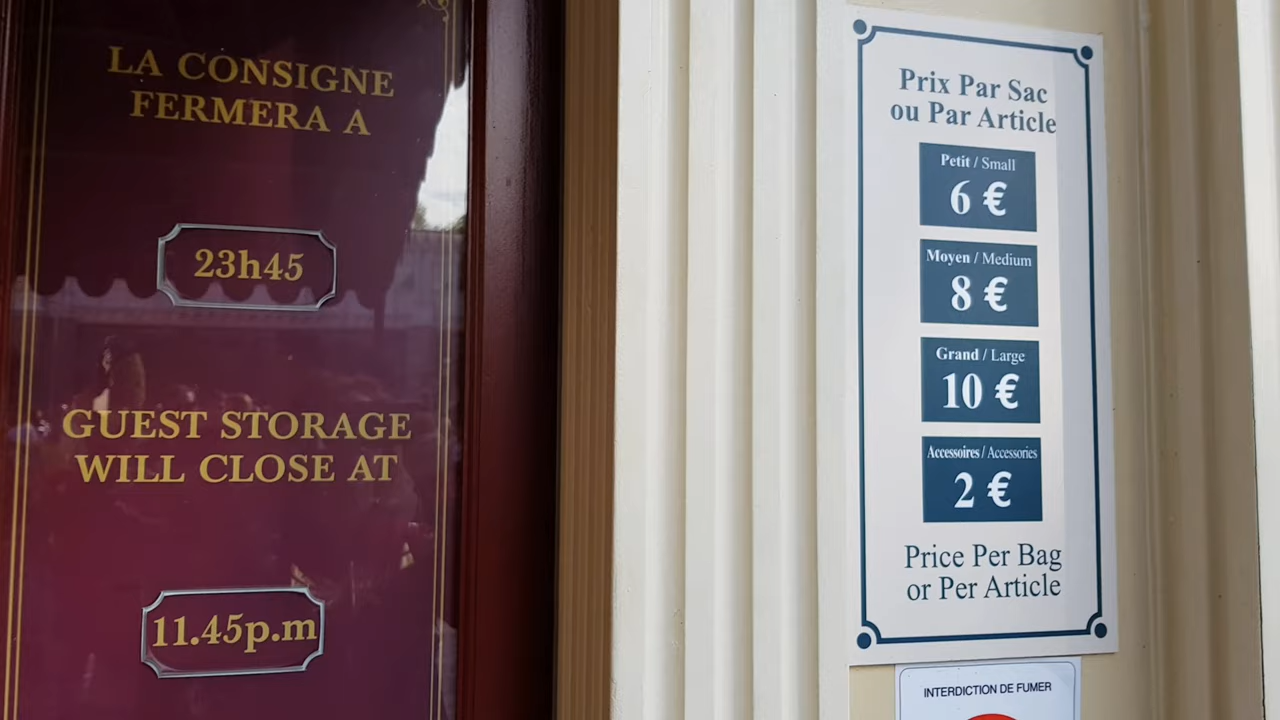 LA CONSIGNE
FERMERA A
23h45
GUEST STORAGE
WILL CLOSE AT
11.45p.m
Prix Par Sac
ou Par Article
Petit / Small
6 €
Moyen / Medium
8 €
Grand / Large
10 €
Accessoires / Accessories
2 €
Price Per Bag
or Per Article
INTERDICTION DE FUMER